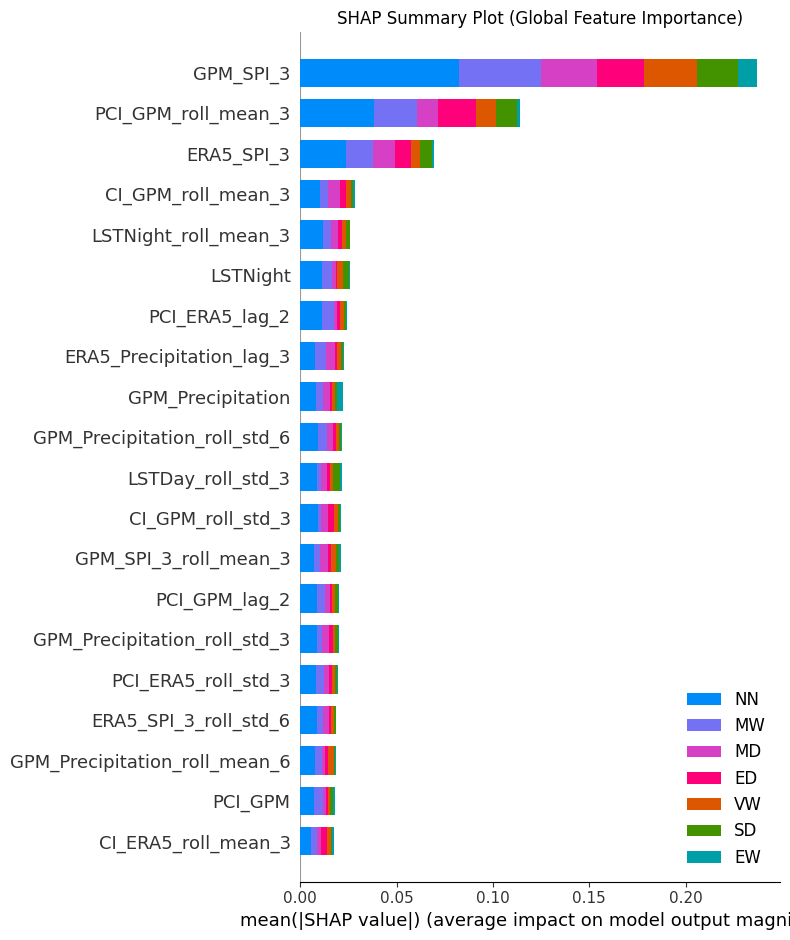 SHAP Summary Plot (Global Feature Importance)
GPM_SPI_3
PCI_GPM_roll_mean_3
ERA5_SPI_3
CI_GPM_roll_mean_3
LSTNight_roll_mean_3
LSTNight
PCI_ERA5_lag_2
ERA5_Precipitation_lag_3
GPM_Precipitation
GPM_Precipitation_roll_std_6
LSTDay_roll_std_3
CI_GPM_roll_std_3
GPM_SPI_3_roll_mean_3
PCI_GPM_lag_2
GPM_Precipitation_roll_std_3
PCI_ERA5_roll_std_3
ERA5_SPI_3_roll_std_6
GPM_Precipitation_roll_mean_6
PCI_GPM
CI_ERA5_roll_mean_3
NN
MW
MD
ED
VW
SD
EW
0.00 0.05 0.10 0.15 0.20
mean(|SHAP value|) (average impact on model output magni